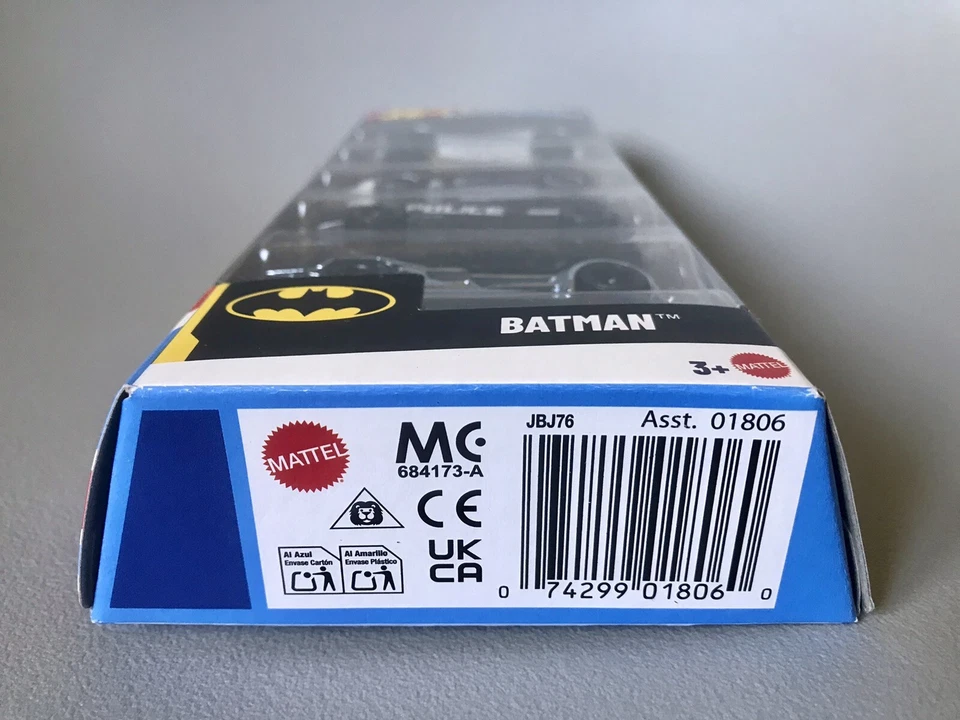 POLICE
BATMAN™
3+
MATTEL
MATTEL
MC
684173-A
CE
UK
CA
Al Azul
Envase Cartón
Al Amarillo
Envase Plástico
JBJ76
Asst. 01806
0 74299 01806 0